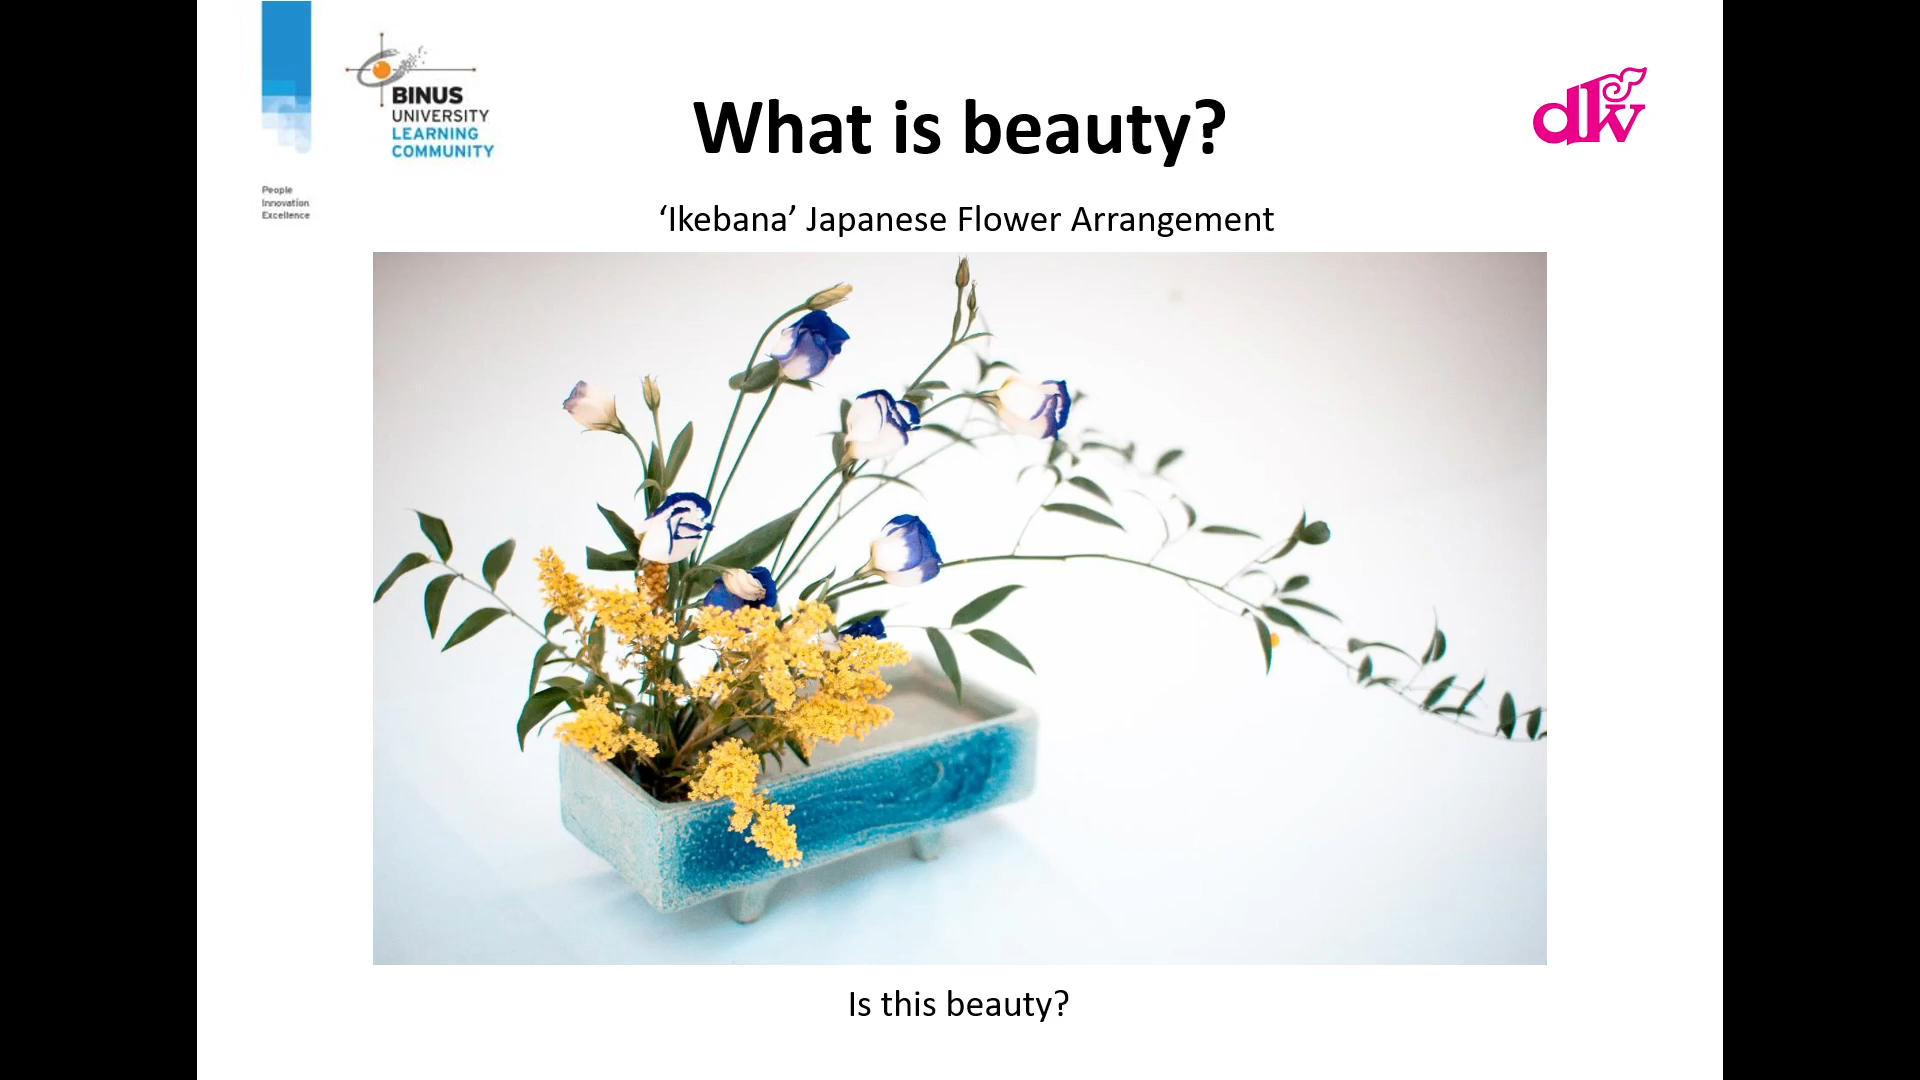 BINUS
UNIVERSITY
LEARNING
COMMUNITY
People
Innovation
Excellence
What is beauty?
dkv
‘Ikebana’ Japanese Flower Arrangement
Is this beauty?